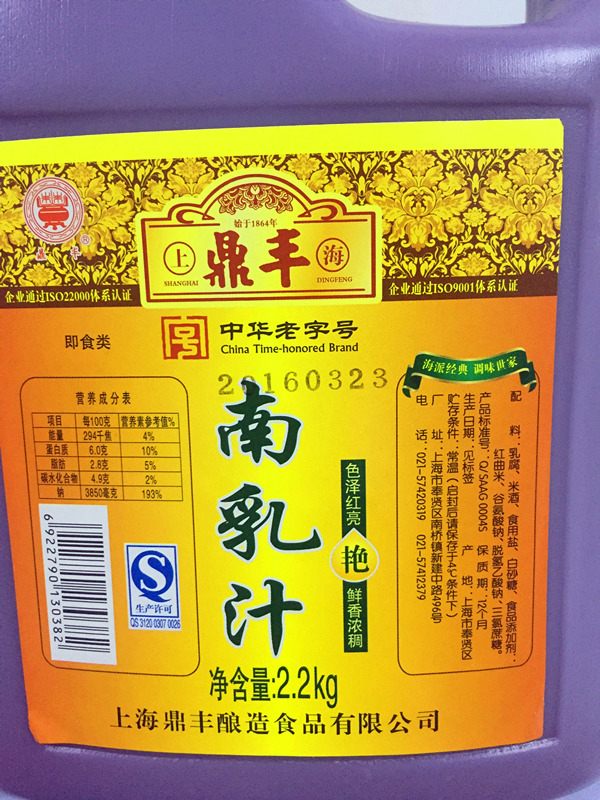 始于1864年
上 鼎丰 海
SHANGHAI DINGFENG
鼎丰®
企业通过ISO22000体系认证
企业通过ISO9001体系认证
即食类
中华老字号
China Time-honored Brand
20160323
海派经典 调味世家
营养成分表
项目 每100克 营养素参考值%
能量 294千焦 4%
蛋白质 6.0克 10%
脂肪 2.8克 5%
碳水化合物 4.9克 2%
钠 3850毫克 193%
南乳汁
色泽红亮
艳
鲜香浓稠
配 料:乳腐、米酒、食用盐、白砂糖、食品添加剂:
红曲米、谷氨酸钠、脱氢乙酸钠、三氯蔗糖。
产品标准号:Q/SAAG 0004S 保质期:12个月
生产日期:见标签 产 地:上海市奉贤区
贮存条件:常温(启封后请保存于4℃条件下)
厂 址:上海市奉贤区南桥镇新建中路496号
电 话:021-57420319 021-57412379
6922790130382
生产许可
QS 3120 0307 0026
净含量:2.2kg
上海鼎丰酿造食品有限公司